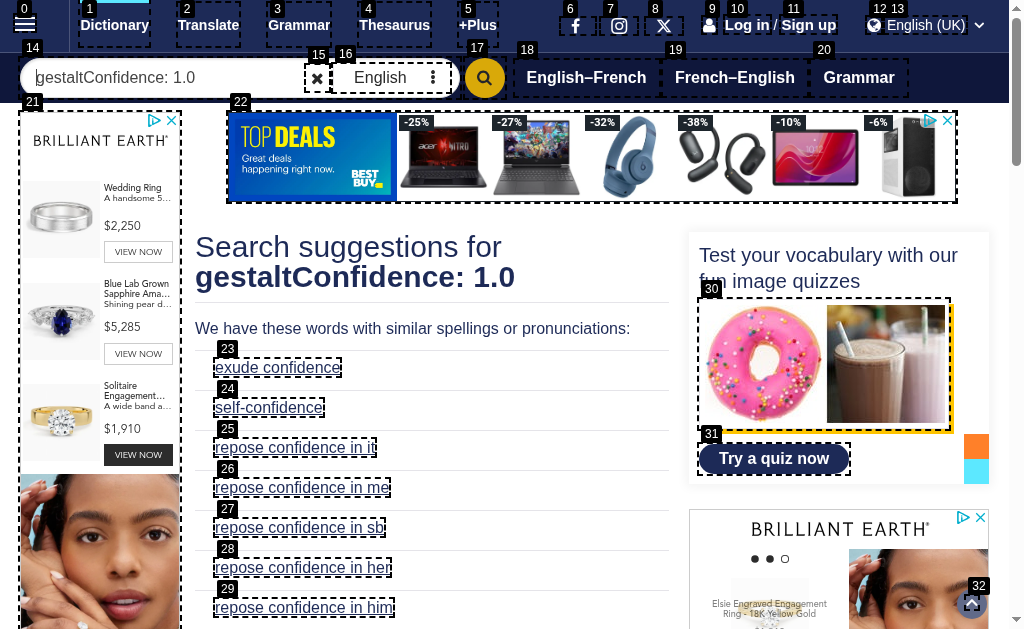 0 1 2 3 4 5 6 7 8 9 10 11 12 13
Dictionary Translate Grammar Thesaurus +Plus Log in / Sign up English (UK)
14 15 16 17 18 19 20
gestaltConfidence: 1.0 English English–French French–English Grammar
21 22
BRILLIANT EARTH
Wedding Ring
A handsome 5...
$2,250
VIEW NOW
Blue Lab Grown
Sapphire Ama...
Shining pear d...
$5,285
VIEW NOW
Solitaire
Engagement...
A wide band a...
$1,910
VIEW NOW
TOP DEALS
Great deals
happening right now.
BEST
BUY
-25% -27% -32% -38% -10% -6%
acer NITRO
Search suggestions for
gestaltConfidence: 1.0
We have these words with similar spellings or pronunciations:
23
exude confidence
24
self-confidence
25
repose confidence in it
26
repose confidence in me
27
repose confidence in sb
28
repose confidence in her
29
repose confidence in him
Test your vocabulary with our
fun image quizzes
30
31
Try a quiz now
BRILLIANT EARTH
32
Elsie Engraved Engagement
Ring - 18K Yellow Gold